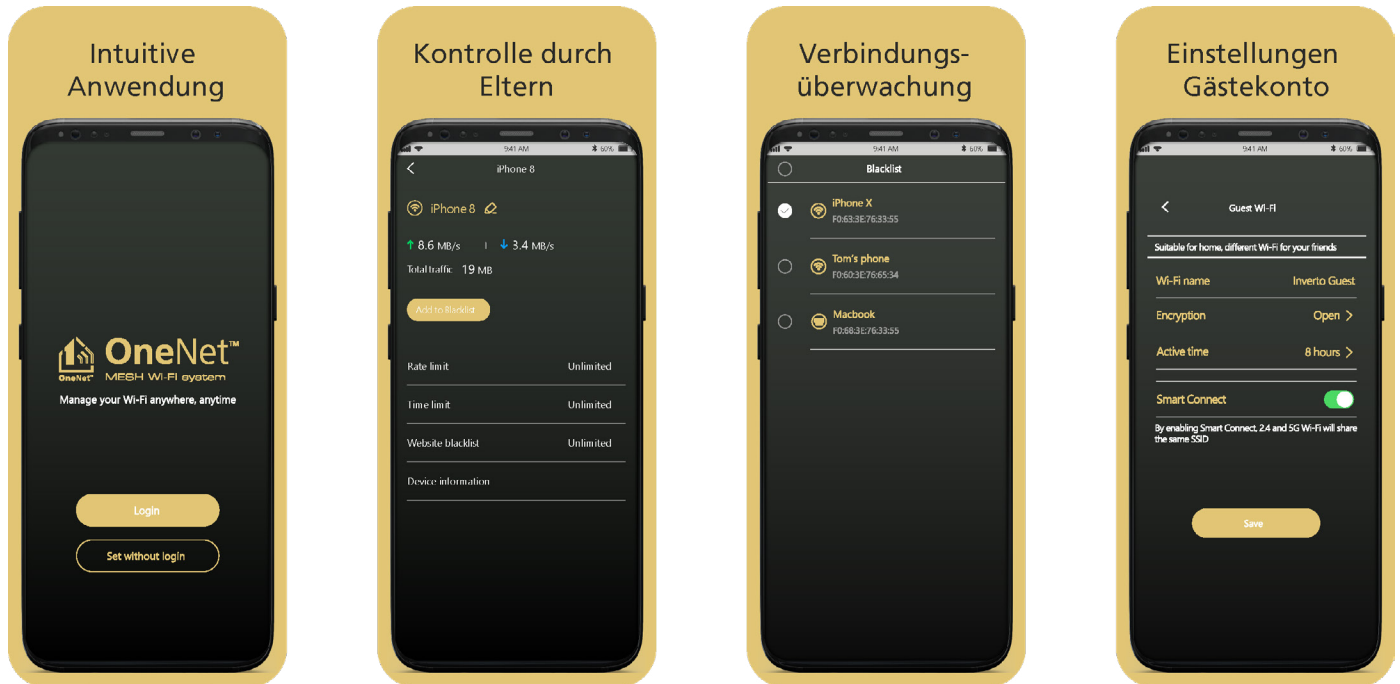 Intuitive
Anwendung
OneNet™
OneNet™
MESH Wi-Fi system
Manage your Wi-Fi anywhere, anytime
Login
Set without login
Kontrolle durch
Eltern
9:41 AM
60%
iPhone 8
iPhone 8
8.6 MB/s
3.4 MB/s
Total traffic 19 MB
Add to Blacklist
Rate limit Unlimited
Time limit Unlimited
Website blacklist Unlimited
Device information
Verbindungs-
überwachung
9:41 AM
60%
Blacklist
iPhone X
F0:63:3E:76:33:55
Tom's phone
F0:60:3E:76:65:34
Macbook
F0:68:3E:76:33:55
Einstellungen
Gästekonto
9:41 AM
60%
Guest Wi-Fi
Suitable for home, different Wi-Fi for your friends
Wi-Fi name Inverto Guest
Encryption Open
Active time 8 hours
Smart Connect
By enabling Smart Connect, 2.4 and 5G Wi-Fi will share
the same SSID
Save